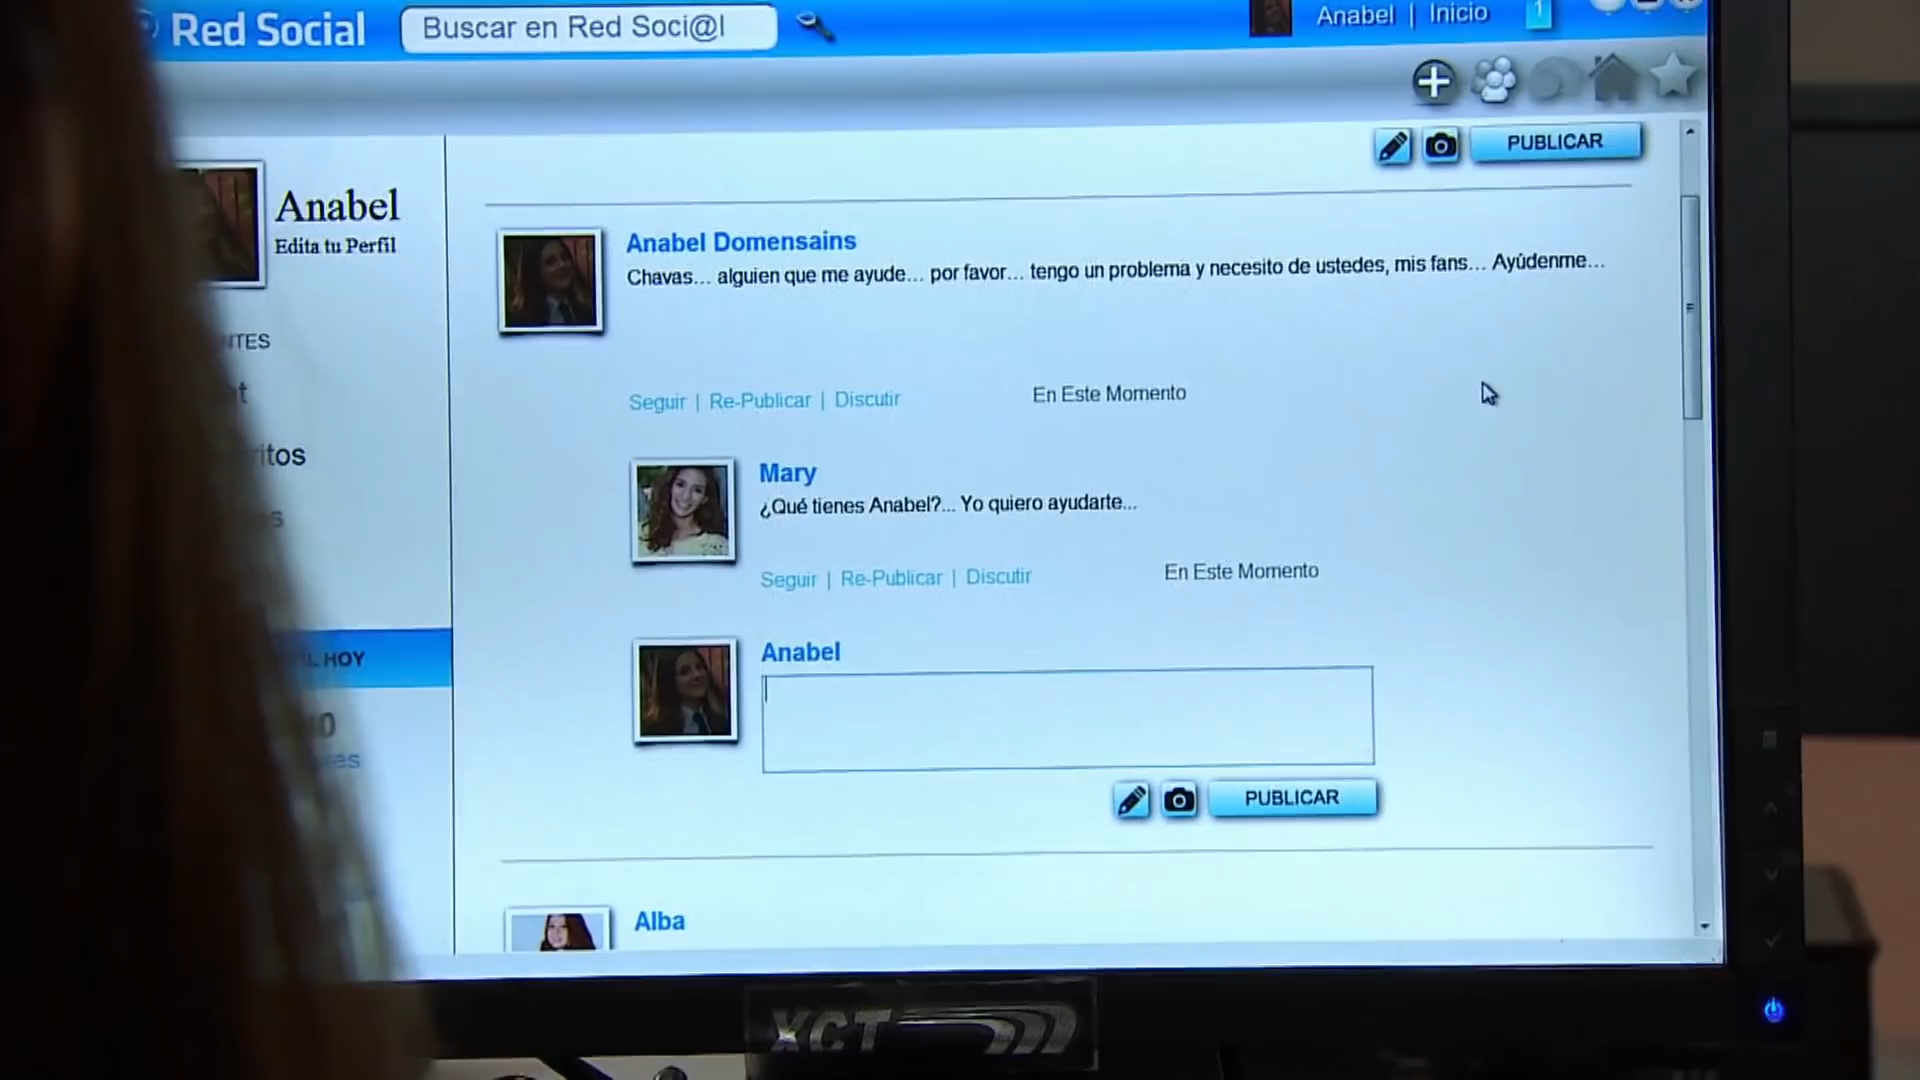 Red Social
Buscar en Red Soci@l
Anabel | Inicio
1
PUBLICAR
Anabel
Edita tu Perfil
Anabel Domensains
Chavas... alguien que me ayude... por favor... tengo un problema y necesito de ustedes, mis fans... Ayúdenme...
Seguir | Re-Publicar | Discutir
En Este Momento
Mary
¿Qué tienes Anabel?... Yo quiero ayudarte...
Seguir | Re-Publicar | Discutir
En Este Momento
HOY
Anabel
PUBLICAR
Alba
XCT